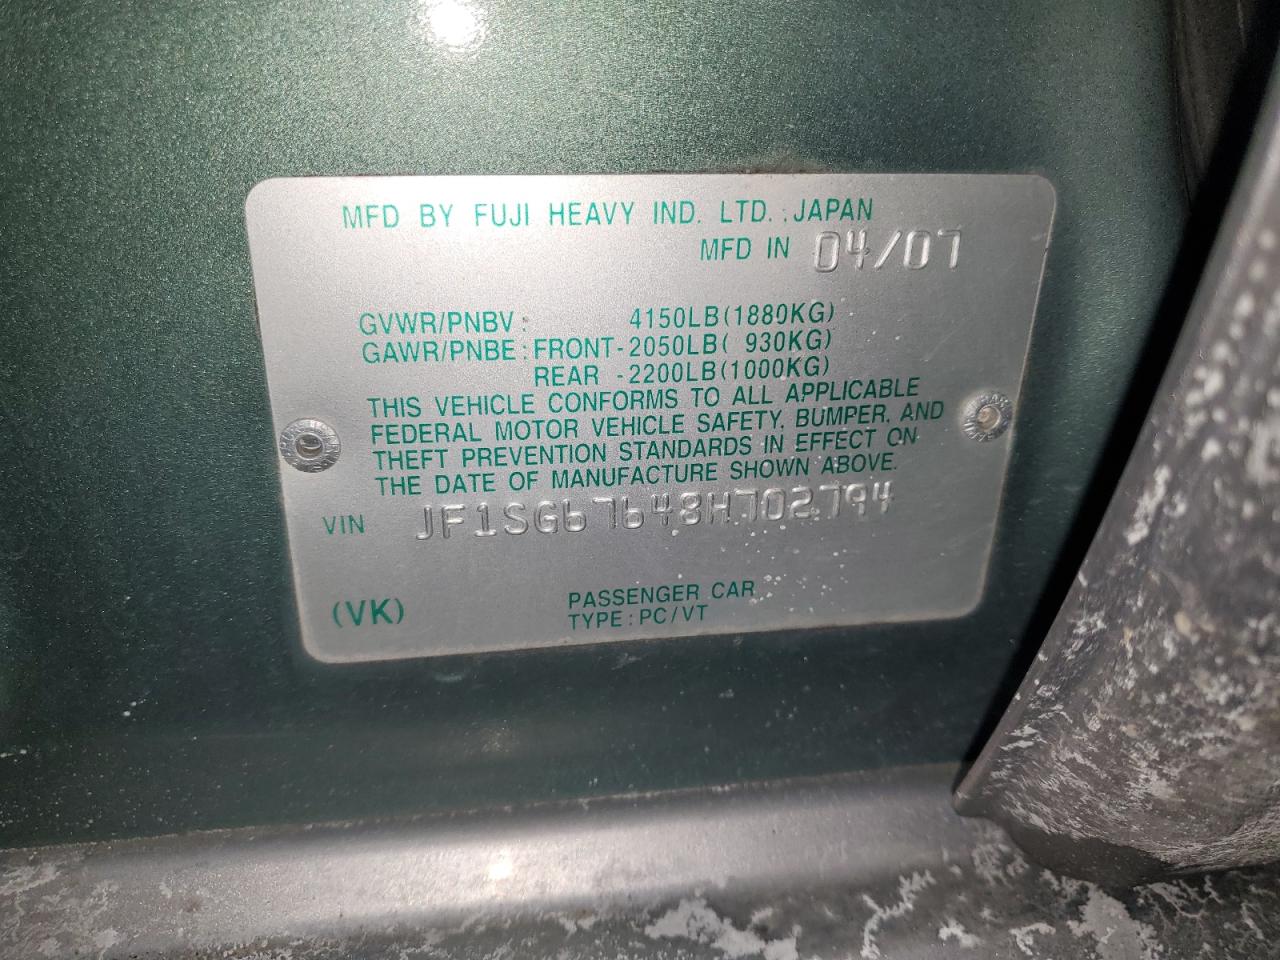 MFD BY FUJI HEAVY IND. LTD.: JAPAN
MFD IN 04/07
GVWR/PNBV: 4150LB(1880KG)
GAWR/PNBE: FRONT-2050LB( 930KG)
REAR -2200LB(1000KG)
THIS VEHICLE CONFORMS TO ALL APPLICABLE
FEDERAL MOTOR VEHICLE SAFETY, BUMPER, AND
THEFT PREVENTION STANDARDS IN EFFECT ON
THE DATE OF MANUFACTURE SHOWN ABOVE.
VIN JF1SG67648H702794
(VK) PASSENGER CAR
TYPE: PC/VT